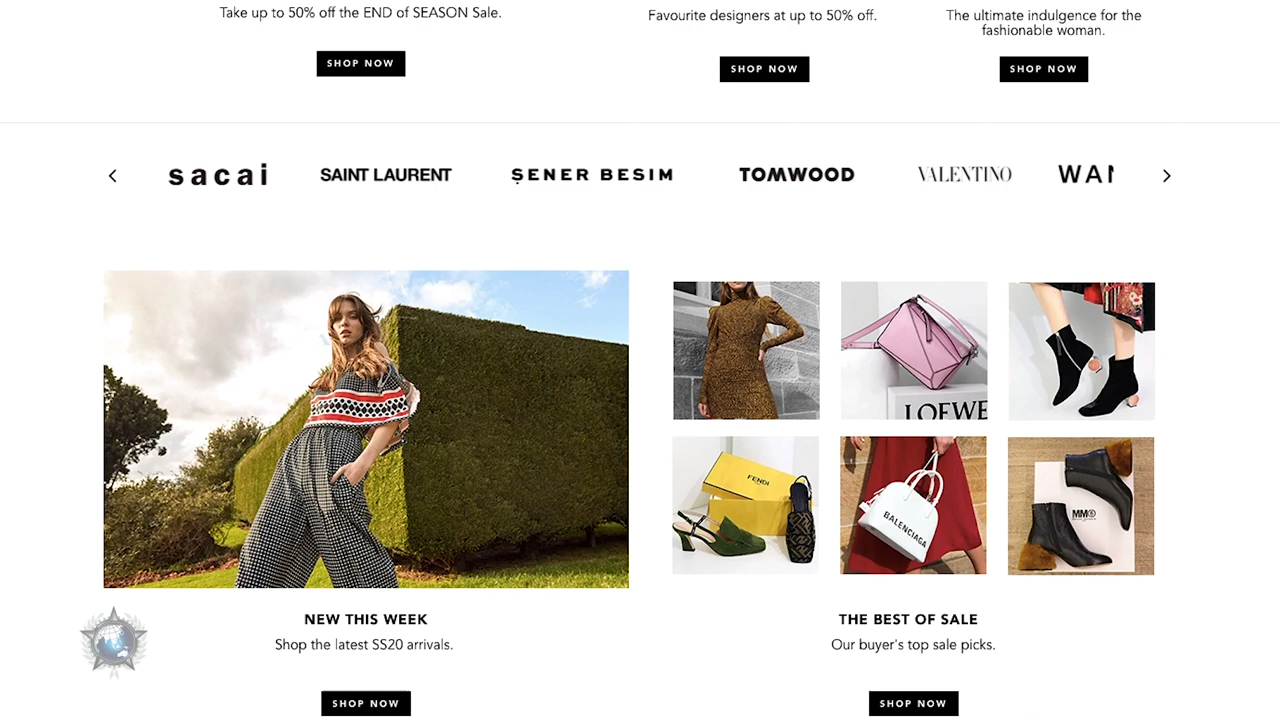 Take up to 50% off the END of SEASON Sale.
SHOP NOW
Favourite designers at up to 50% off.
SHOP NOW
The ultimate indulgence for the
fashionable woman.
SHOP NOW
sacai
SAINT LAURENT
ŞENER BESIM
TOMWOOD
VALENTINO
WAN
LOEWE
FENDI
BALENCIAGA
MM6
NEW THIS WEEK
Shop the latest SS20 arrivals.
SHOP NOW
THE BEST OF SALE
Our buyer's top sale picks.
SHOP NOW